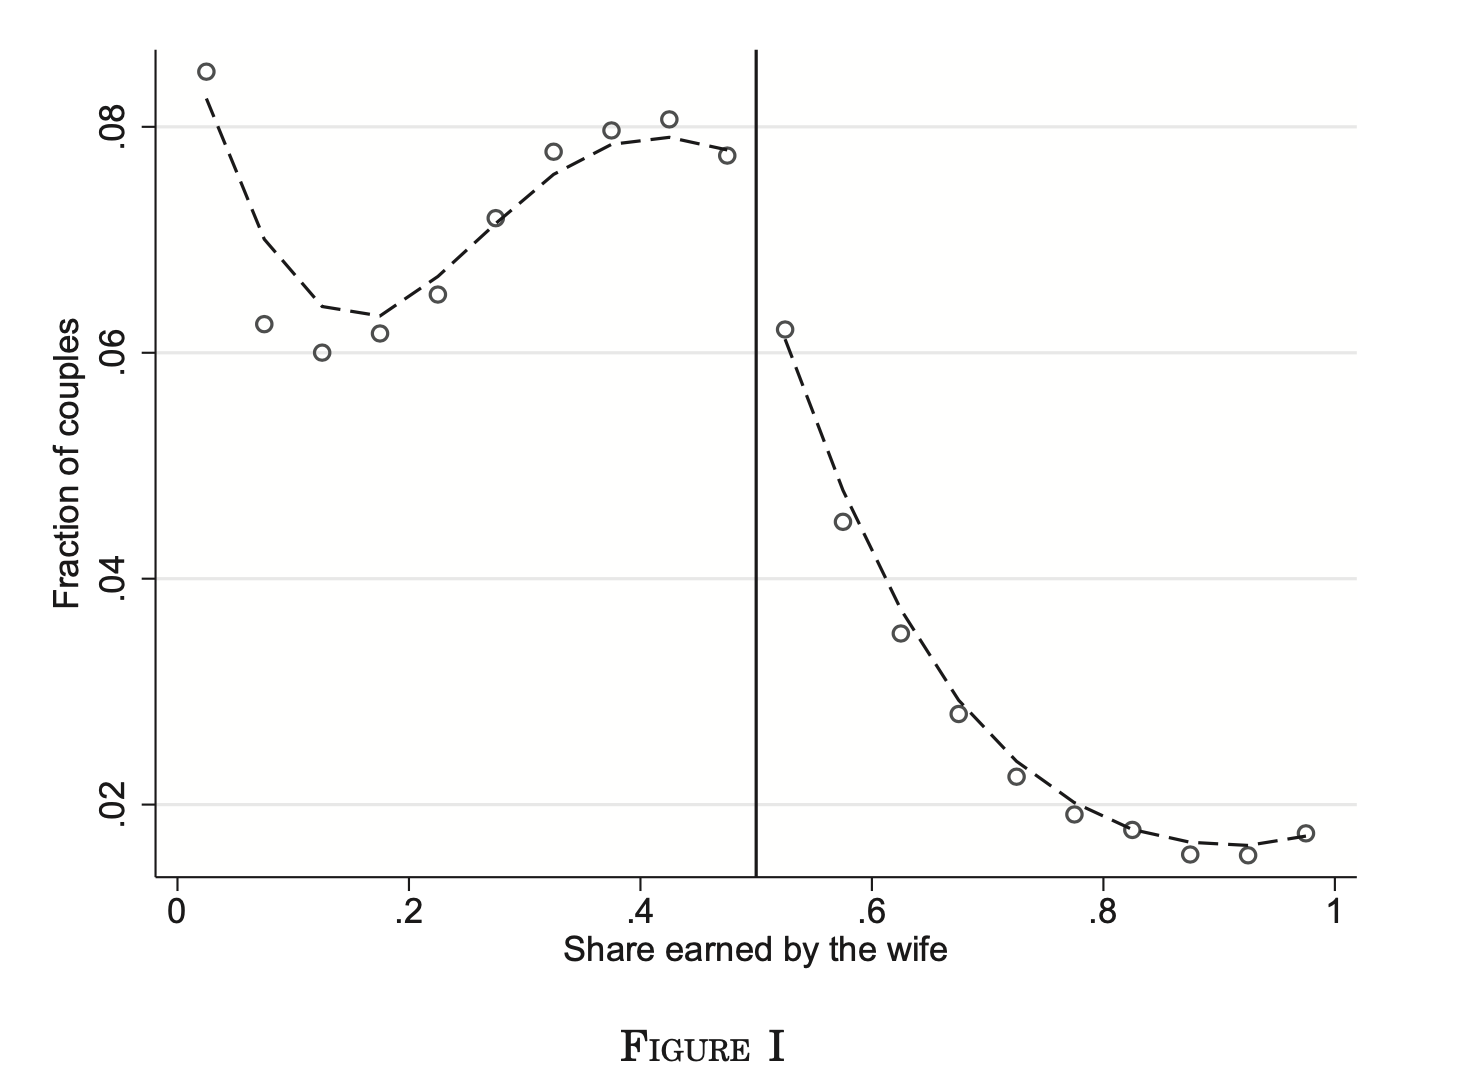 .08
.06
.04
.02
Fraction of couples
0 .2 .4 .6 .8 1
Share earned by the wife
FIGURE I